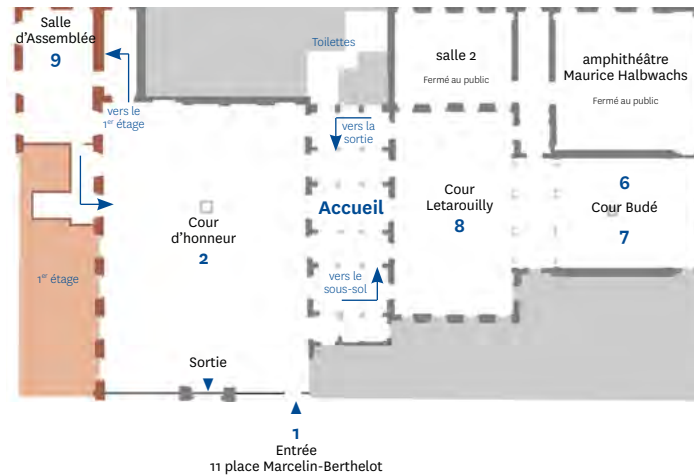 Salle
d'Assemblée
9
Toilettes
salle 2
Fermé au public
amphithéâtre
Maurice Halbwachs
Fermé au public
vers le
1er étage
vers la
sortie
Accueil
Cour
Letarouilly
8
6
Cour Budé
7
Cour
d'honneur
2
1er étage
vers le
sous-sol
Sortie
1
Entrée
11 place Marcelin-Berthelot